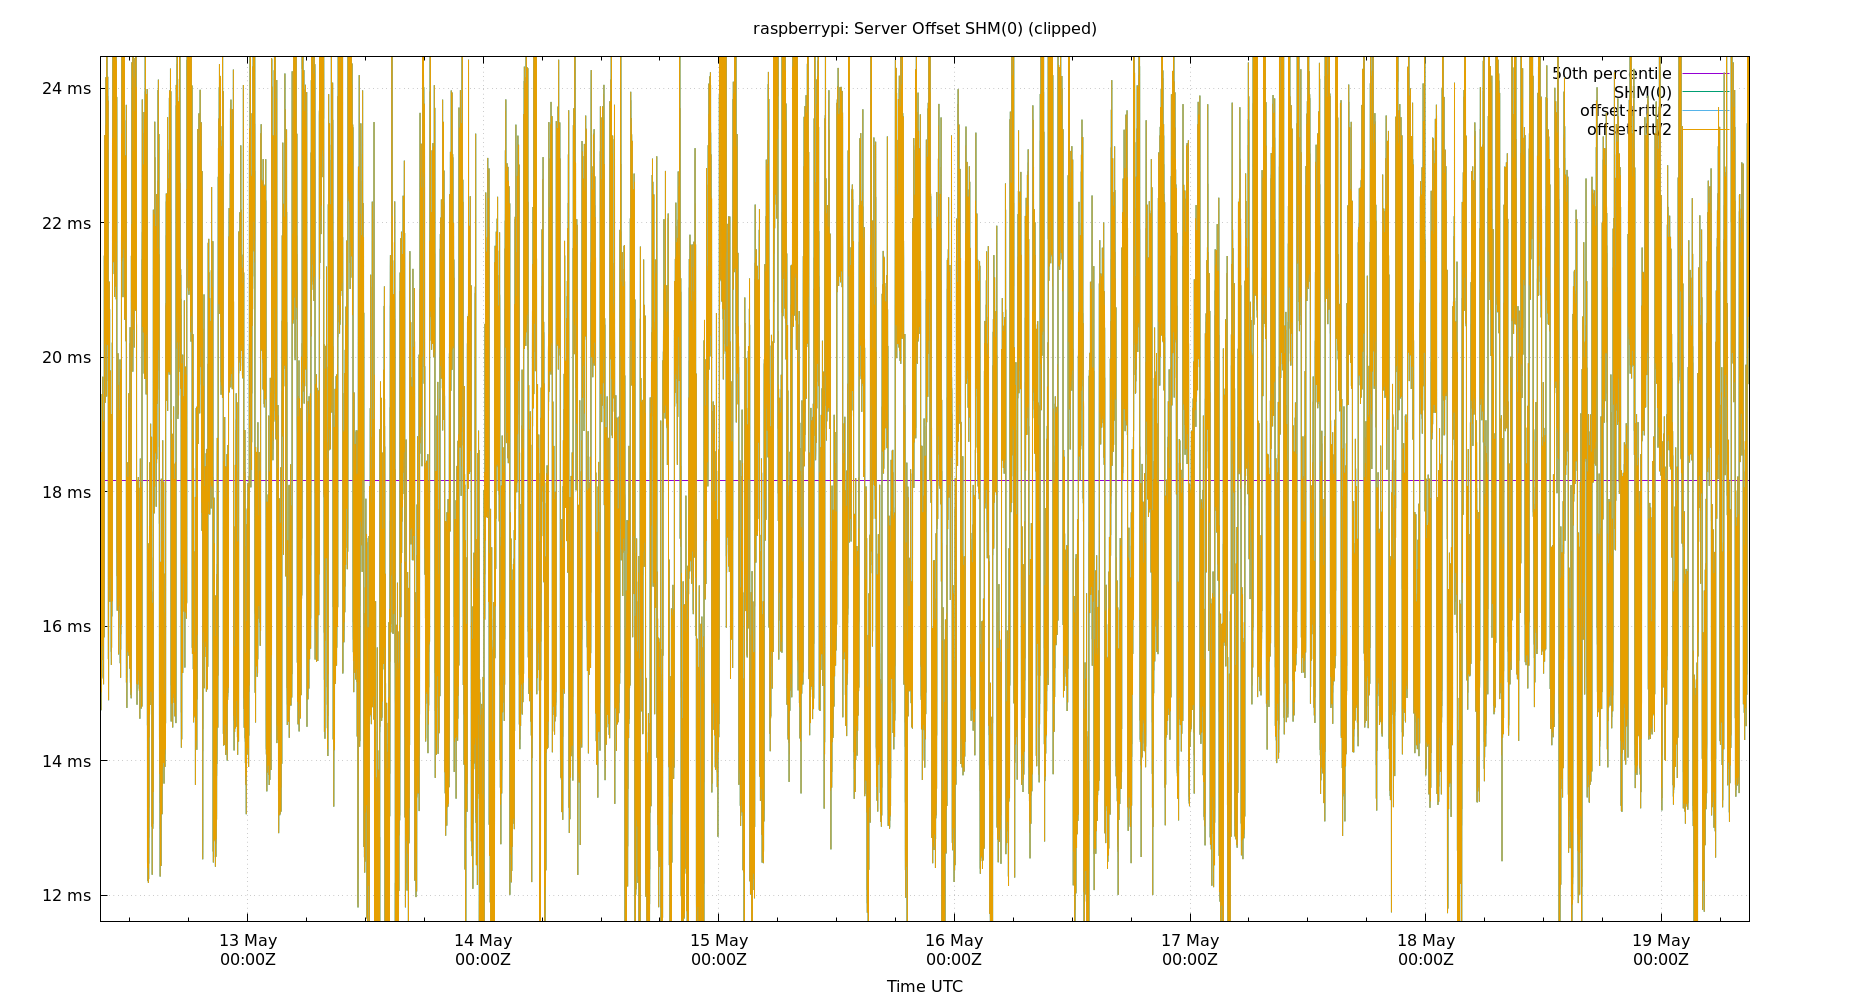 raspberrypi: Server Offset SHM(0) (clipped)
50th percentile
SHM(0)
offset+rtt/2
offset-rtt/2
24 ms
22 ms
20 ms
18 ms
16 ms
14 ms
12 ms
13 May 14 May 15 May 16 May 17 May 18 May 19 May
00:00Z 00:00Z 00:00Z 00:00Z 00:00Z 00:00Z 00:00Z
Time UTC